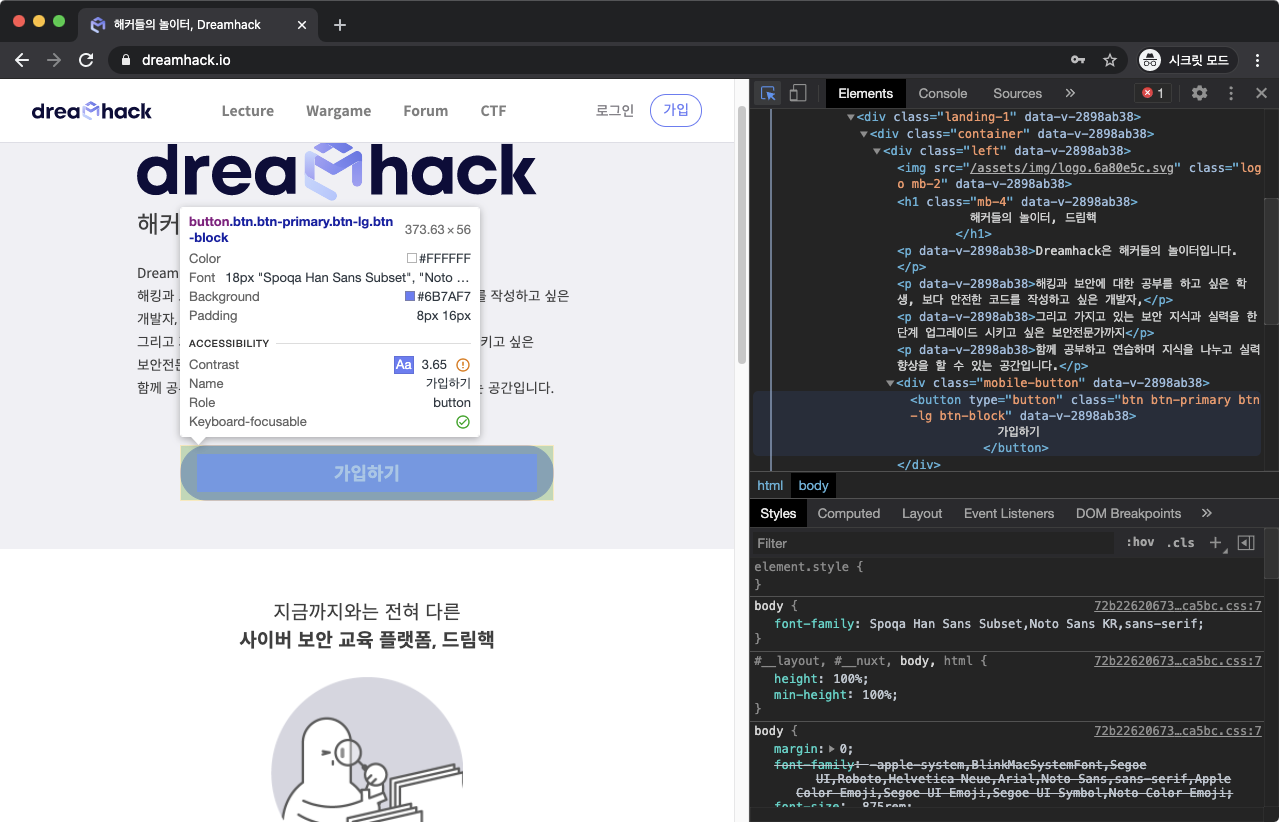 해커들의 놀이터, Dreamhack
dreamhack.io
시크릿 모드
dreamhack
Lecture Wargame Forum CTF 로그인 가입
dreamhack
해커
Dream
해킹과
를 작성하고 싶은
개발자,
그리고
키고 싶은
보안전문
함께 공
는 공간입니다.
button.btn.btn-primary.btn-lg.btn
-block
373.63 × 56
Color #FFFFFF
Font 18px "Spoqa Han Sans Subset", "Noto …
Background #6B7AF7
Padding 8px 16px
ACCESSIBILITY
Contrast Aa 3.65
Name 가입하기
Role button
Keyboard-focusable
가입하기
지금까지와는 전혀 다른
사이버 보안 교육 플랫폼, 드림핵
Elements Console Sources » 1
▼<div class="landing-1" data-v-2898ab38>
▼<div class="container" data-v-2898ab38>
▼<div class="left" data-v-2898ab38>
<img src="/assets/img/logo.6a80e5c.svg" class="log
o mb-2" data-v-2898ab38>
<h1 class="mb-4" data-v-2898ab38>
해커들의 놀이터, 드림핵
</h1>
<p data-v-2898ab38>Dreamhack은 해커들의 놀이터입니다.
</p>
<p data-v-2898ab38>해킹과 보안에 대한 공부를 하고 싶은 학
생, 보다 안전한 코드를 작성하고 싶은 개발자,</p>
<p data-v-2898ab38>그리고 가지고 있는 보안 지식과 실력을 한
단계 업그레이드 시키고 싶은 보안전문가까지</p>
<p data-v-2898ab38>함께 공부하고 연습하며 지식을 나누고 실력
향상을 할 수 있는 공간입니다.</p>
▼<div class="mobile-button" data-v-2898ab38>
<button type="button" class="btn btn-primary btn
-lg btn-block" data-v-2898ab38>
가입하기
</button>
</div>
html body
Styles Computed Layout Event Listeners DOM Breakpoints »
Filter :hov .cls +
element.style {
}
body { 72b22620673…ca5bc.css:7
font-family: Spoqa Han Sans Subset,Noto Sans KR,sans-serif;
}
#__layout, #__nuxt, body, html { 72b22620673…ca5bc.css:7
height: 100%;
min-height: 100%;
}
body { 72b22620673…ca5bc.css:7
margin: ▶ 0;
font-family: -apple-system,BlinkMacSystemFont,Segoe
UI,Roboto,Helvetica Neue,Arial,Noto Sans,sans-serif,Apple
Color Emoji,Segoe UI Emoji,Segoe UI Symbol,Noto Color Emoji;
font-size: .875rem;